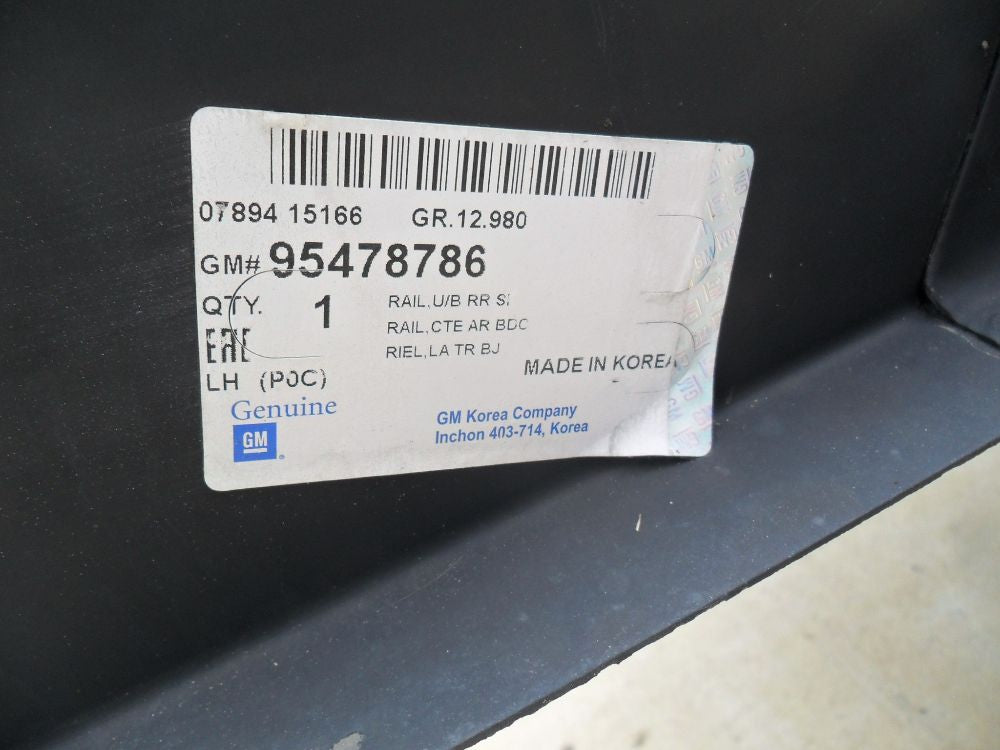 07894 15166 GR.12.980
GM# 95478786
QTY. 1 RAIL,U/B RR SI
RAIL,CTE AR BDC
EAC RIEL,LA TR BJ
MADE IN KOREA
LH (P0C)
Genuine
GM
GM Korea Company
Inchon 403-714, Korea